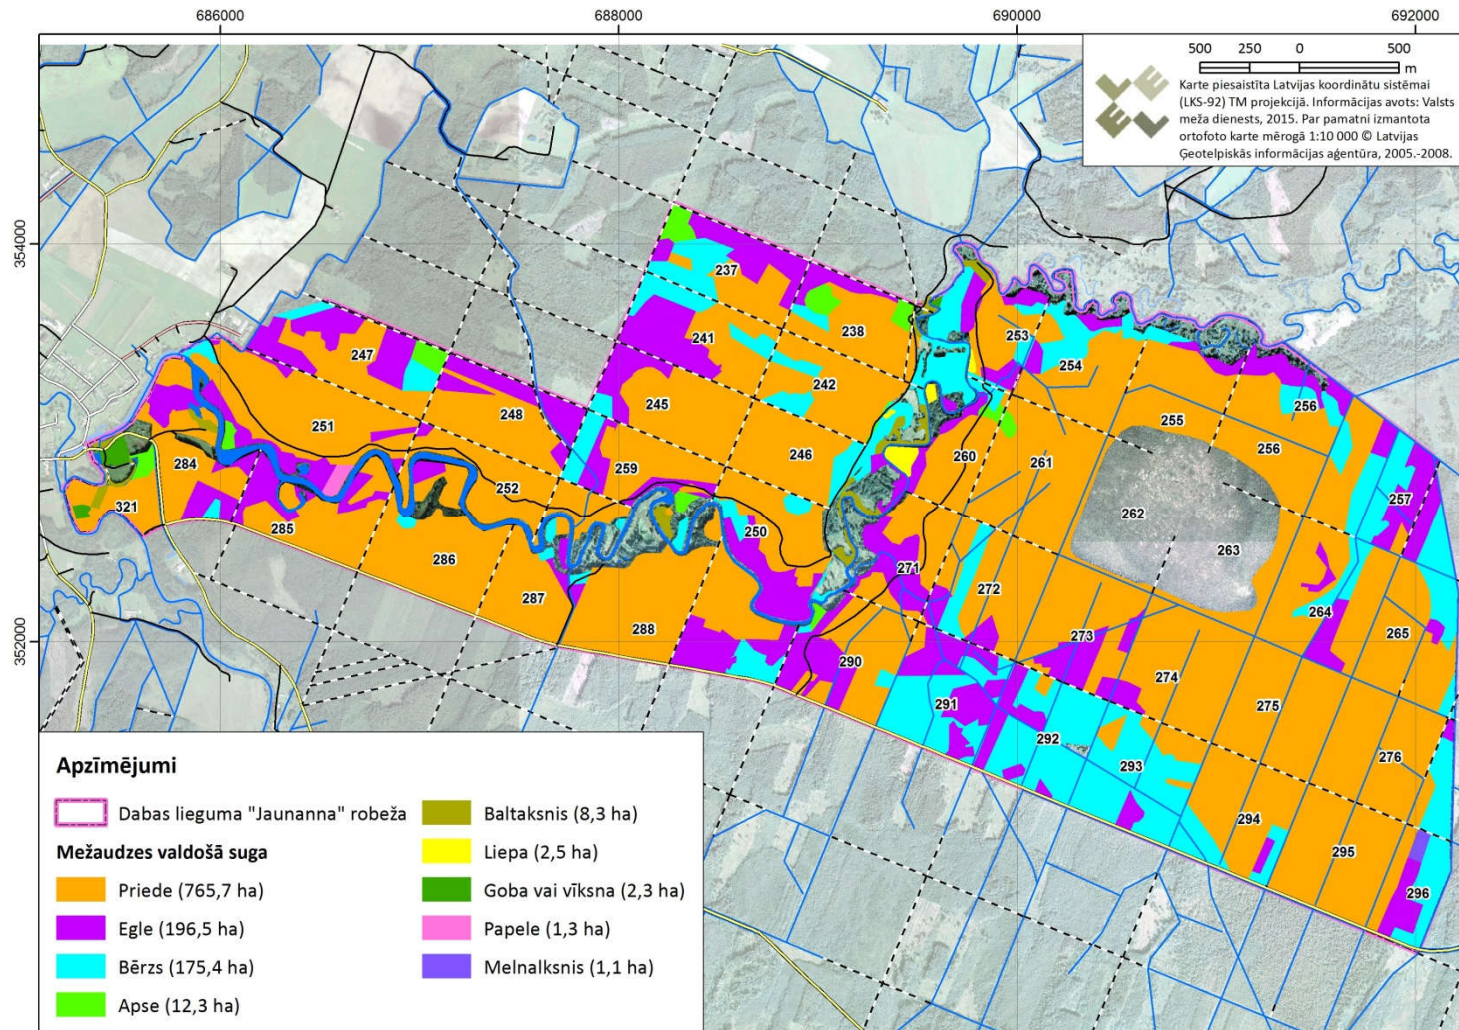 686000 688000 690000 692000
500 250 0 500
m
Karte piesaistīta Latvijas koordinātu sistēmai
(LKS-92) TM projekcijā. Informācijas avots: Valsts
meža dienests, 2015. Par pamatni izmantota
ortofoto karte mērogā 1:10 000 © Latvijas
Ģeotelpiskās informācijas aģentūra, 2005.-2008.
354000
352000
237
238
241
242
247
253
254
245
248
251
255
256
256
246
259
260
261
252
257
284
321
285
250
262
263
286
271
272
287
264
265
288
273
290
274
291
275
292
293
276
294
295
296
Apzīmējumi
Dabas lieguma "Jaunanna" robeža
Mežaudzes valdošā suga
Priede (765,7 ha)
Egle (196,5 ha)
Bērzs (175,4 ha)
Apse (12,3 ha)
Baltaksnis (8,3 ha)
Liepa (2,5 ha)
Goba vai vīksna (2,3 ha)
Papele (1,3 ha)
Melnalksnis (1,1 ha)